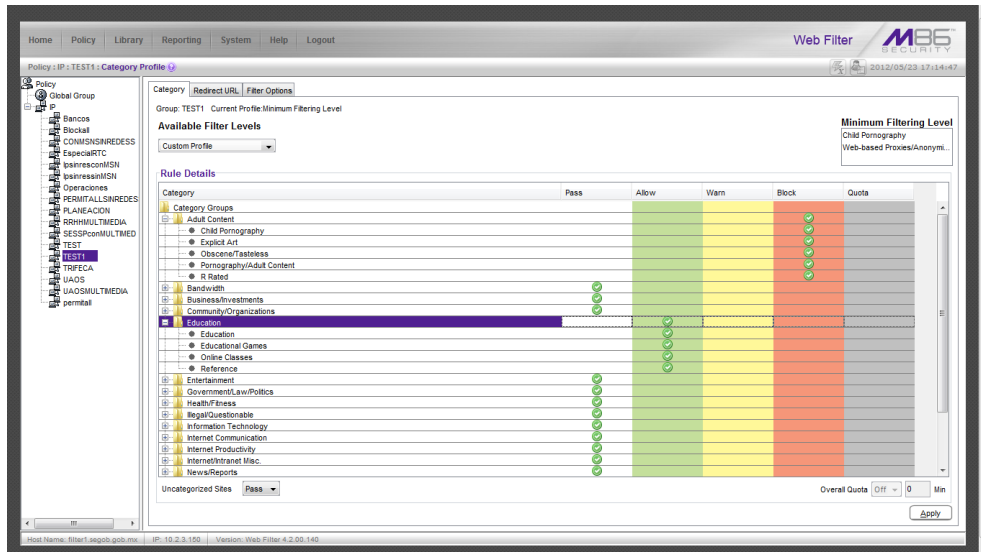 Home Policy Library Reporting System Help Logout
Web Filter
M86 SECURITY
Policy : IP : TEST1 : Category Profile
2012/05/23 17:14:47
Policy
Global Group
IP
Bancos
Blockall
CONMSNSINREDESS
EspecialRTC
IpsinresconMSN
IpsinressinMSN
Operaciones
PERMITALLSINREDES
PLANEACION
RRHHMULTIMEDIA
SESSPconMULTIMED
TEST
TEST1
TRIFECA
UAOS
UAOSMULTIMEDIA
permitall
Category Redirect URL Filter Options
Group: TEST1 Current Profile:Minimum Filtering Level
Available Filter Levels
Custom Profile
Minimum Filtering Level
Child Pornography
Web-based Proxies/Anonymi...
Rule Details
Category Pass Allow Warn Block Quota
Category Groups
Adult Content
Child Pornography
Explicit Art
Obscene/Tasteless
Pornography/Adult Content
R Rated
Bandwidth
Business/Investments
Community/Organizations
Education
Education
Educational Games
Online Classes
Reference
Entertainment
Government/Law/Politics
Health/Fitness
Illegal/Questionable
Information Technology
Internet Communication
Internet Productivity
Internet/Intranet Misc.
News/Reports
Uncategorized Sites Pass
Overall Quota Off 0 Min
Apply
Host Name: filter1.segob.gob.mx IP: 10.2.3.150 Version: Web Filter 4.2.00.140